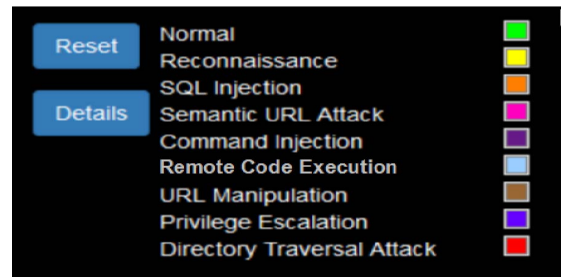 Reset
Details
Normal
Reconnaissance
SQL Injection
Semantic URL Attack
Command Injection
Remote Code Execution
URL Manipulation
Privilege Escalation
Directory Traversal Attack